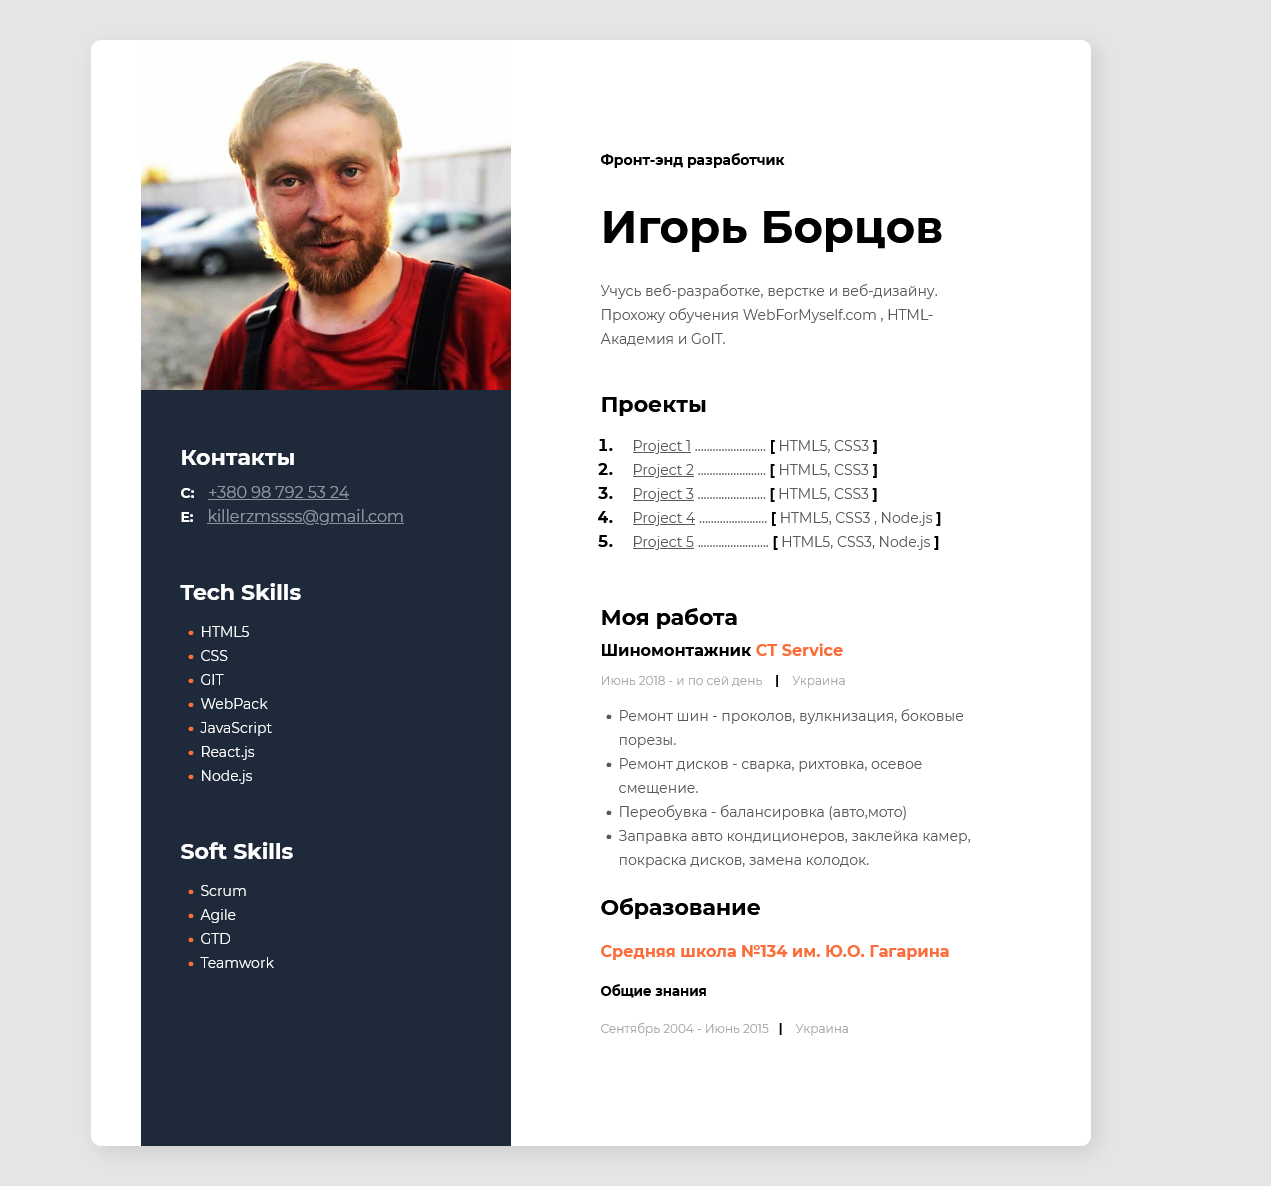 Контакты
C: +380 98 792 53 24
E: killerzmssss@gmail.com
Tech Skills
• HTML5
• CSS
• GIT
• WebPack
• JavaScript
• React.js
• Node.js
Soft Skills
• Scrum
• Agile
• GTD
• Teamwork
Фронт-энд разработчик
Игорь Борцов
Учусь веб-разработке, верстке и веб-дизайну.
Прохожу обучения WebForMyself.com , HTML-
Академия и GoIT.
Проекты
1. Project 1 ........................ [ HTML5, CSS3 ]
2. Project 2 ....................... [ HTML5, CSS3 ]
3. Project 3 ....................... [ HTML5, CSS3 ]
4. Project 4 ....................... [ HTML5, CSS3 , Node.js ]
5. Project 5 ........................ [ HTML5, CSS3, Node.js ]
Моя работа
Шиномонтажник CT Service
Июнь 2018 - и по сей день | Украина
• Ремонт шин - проколов, вулкнизация, боковые
порезы.
• Ремонт дисков - сварка, рихтовка, осевое
смещение.
• Переобувка - балансировка (авто,мото)
• Заправка авто кондиционеров, заклейка камер,
покраска дисков, замена колодок.
Образование
Средняя школа №134 им. Ю.О. Гагарина
Общие знания
Сентябрь 2004 - Июнь 2015 | Украина